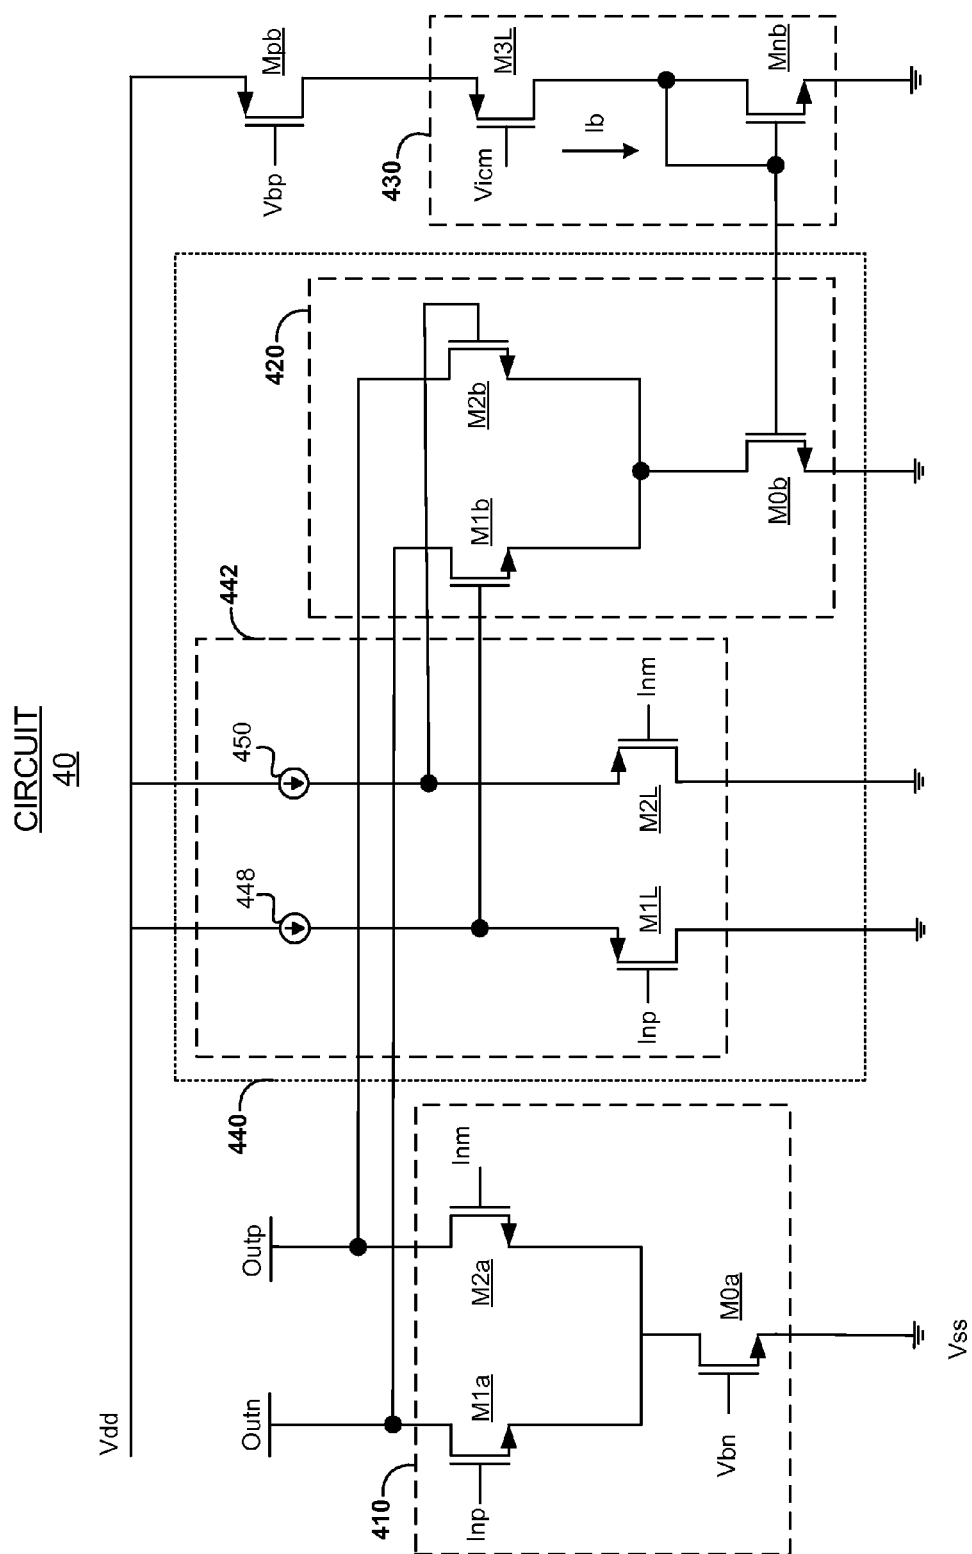 CIRCUIT
40
Vdd
Outn
Outp
410
Inp
M1a
M2a
Inm
Vbn
M0a
Vss
440
442
448
450
Inp
M1L
M2L
Inm
420
M1b
M2b
M0b
430
Vbp
Mpb
Vicm
M3L
Ib
Mnb